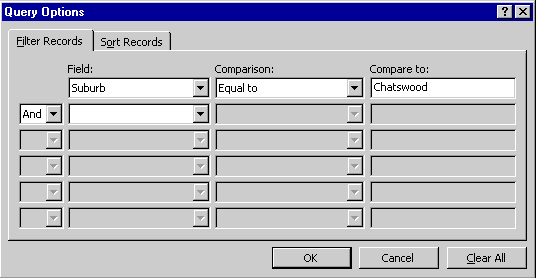 Query Options
Filter Records Sort Records
Field: Comparison: Compare to:
Suburb Equal to Chatswood
And
OK Cancel Clear All